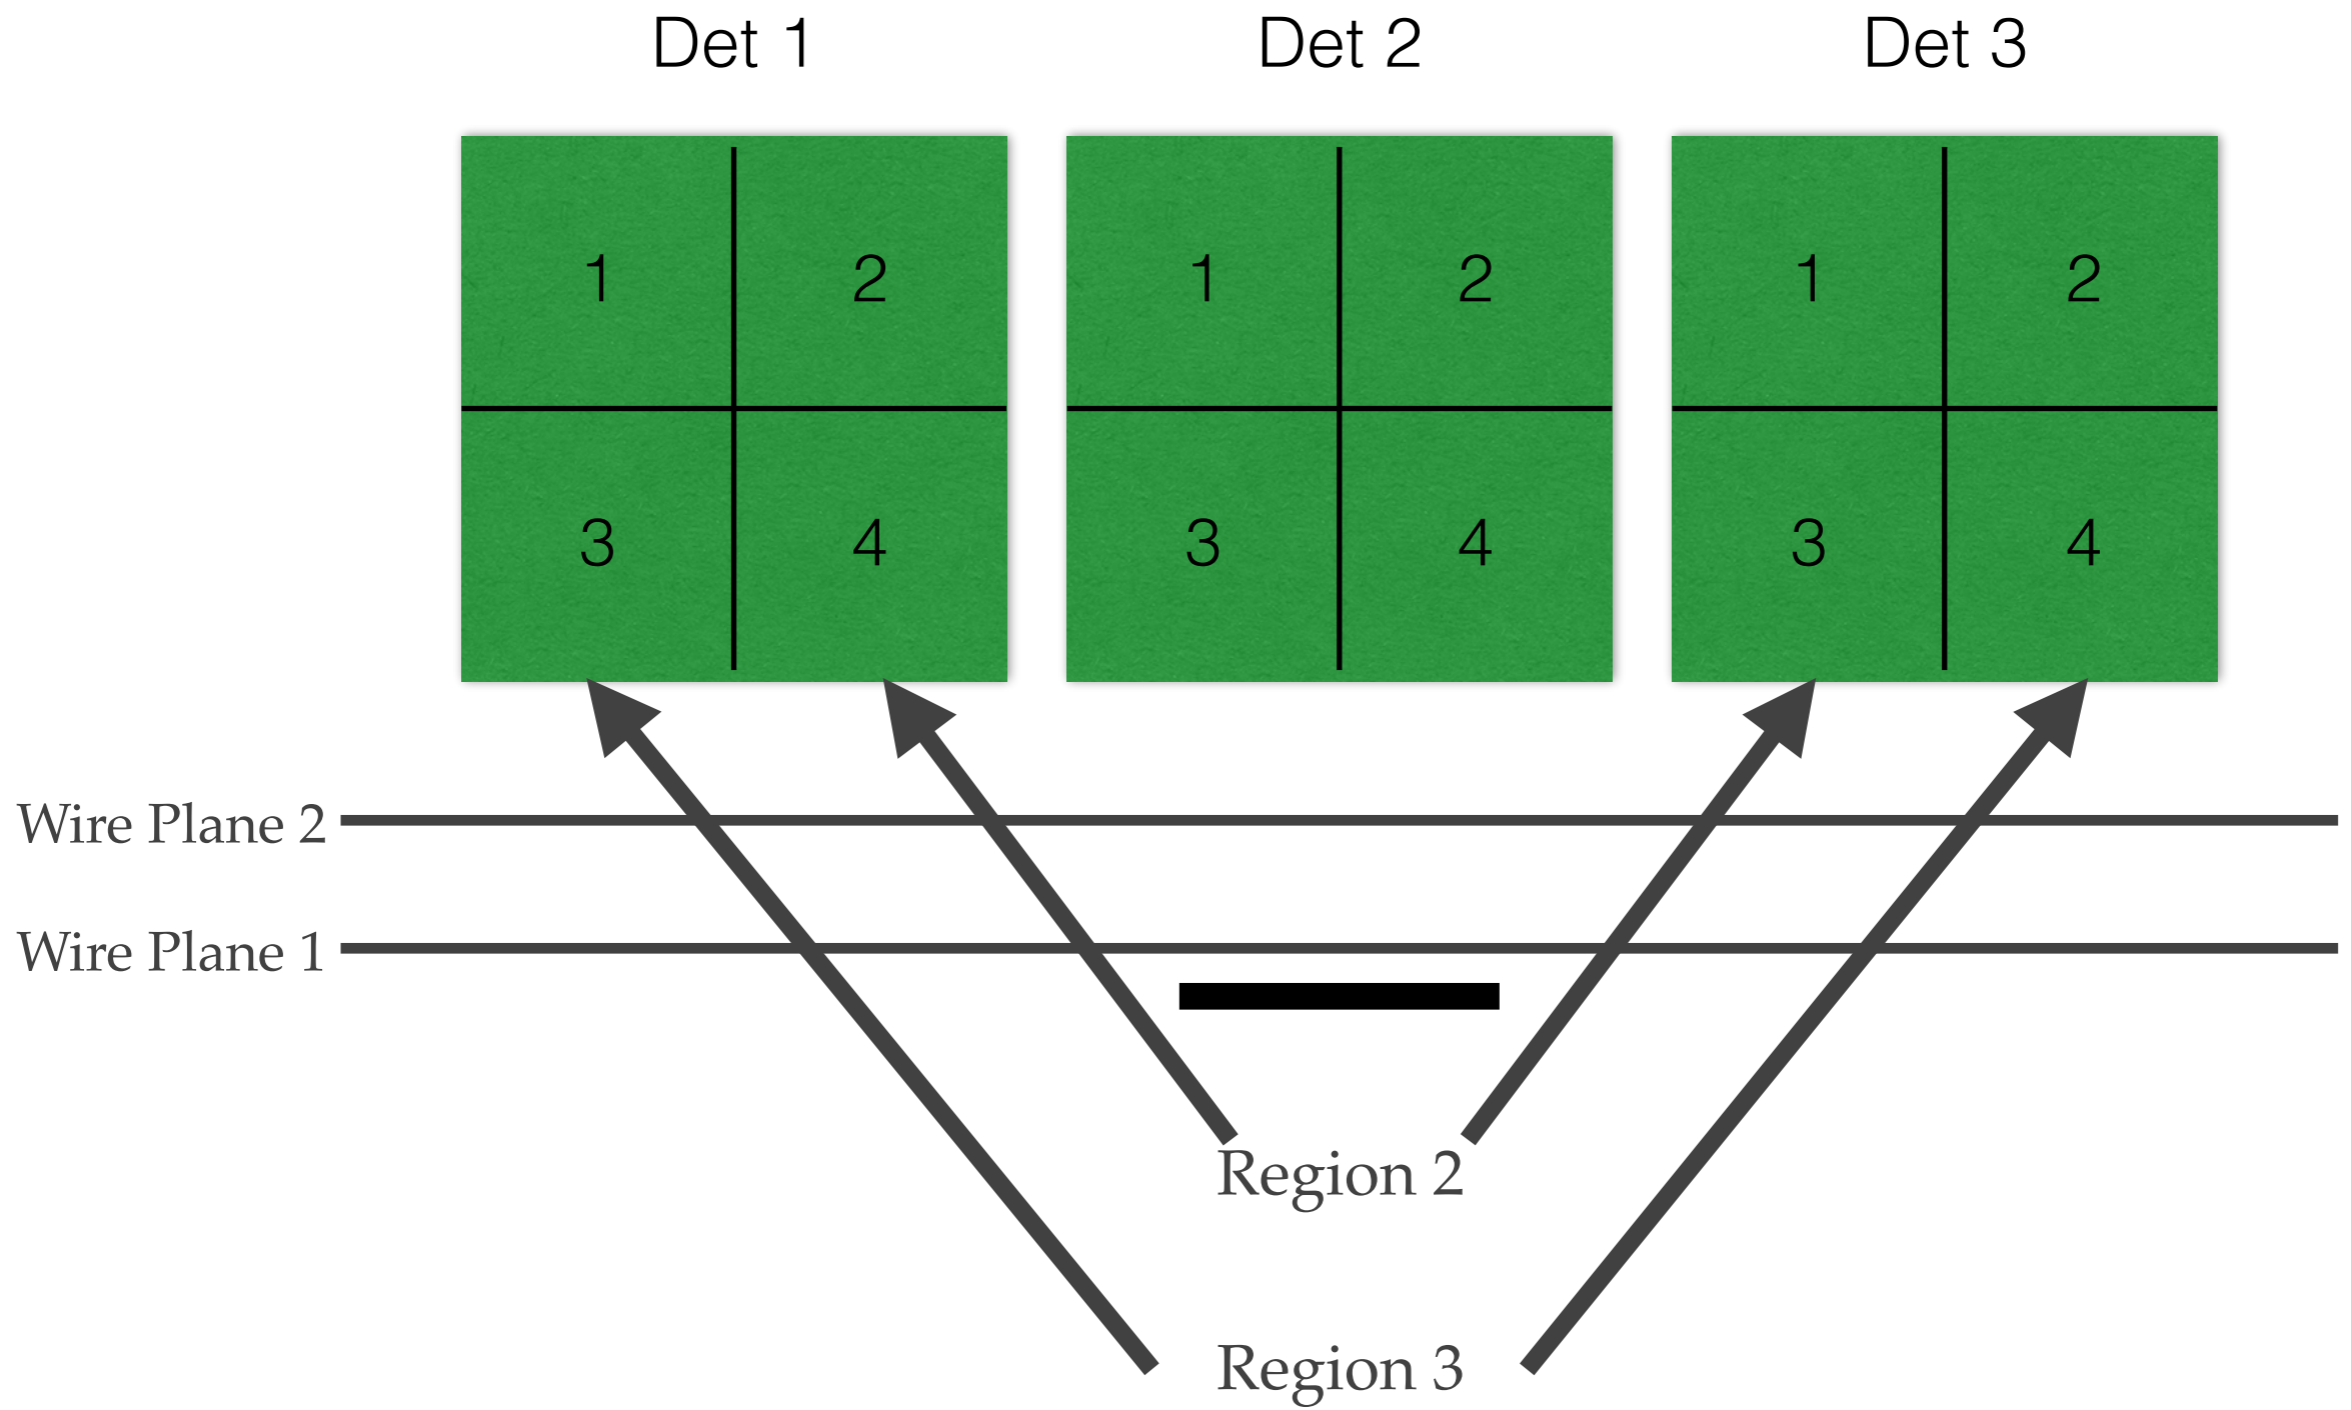 Det 1 Det 2 Det 3
1 2 1 2 1 2
3 4 3 4 3 4
Wire Plane 2
Wire Plane 1
Region 2
Region 3